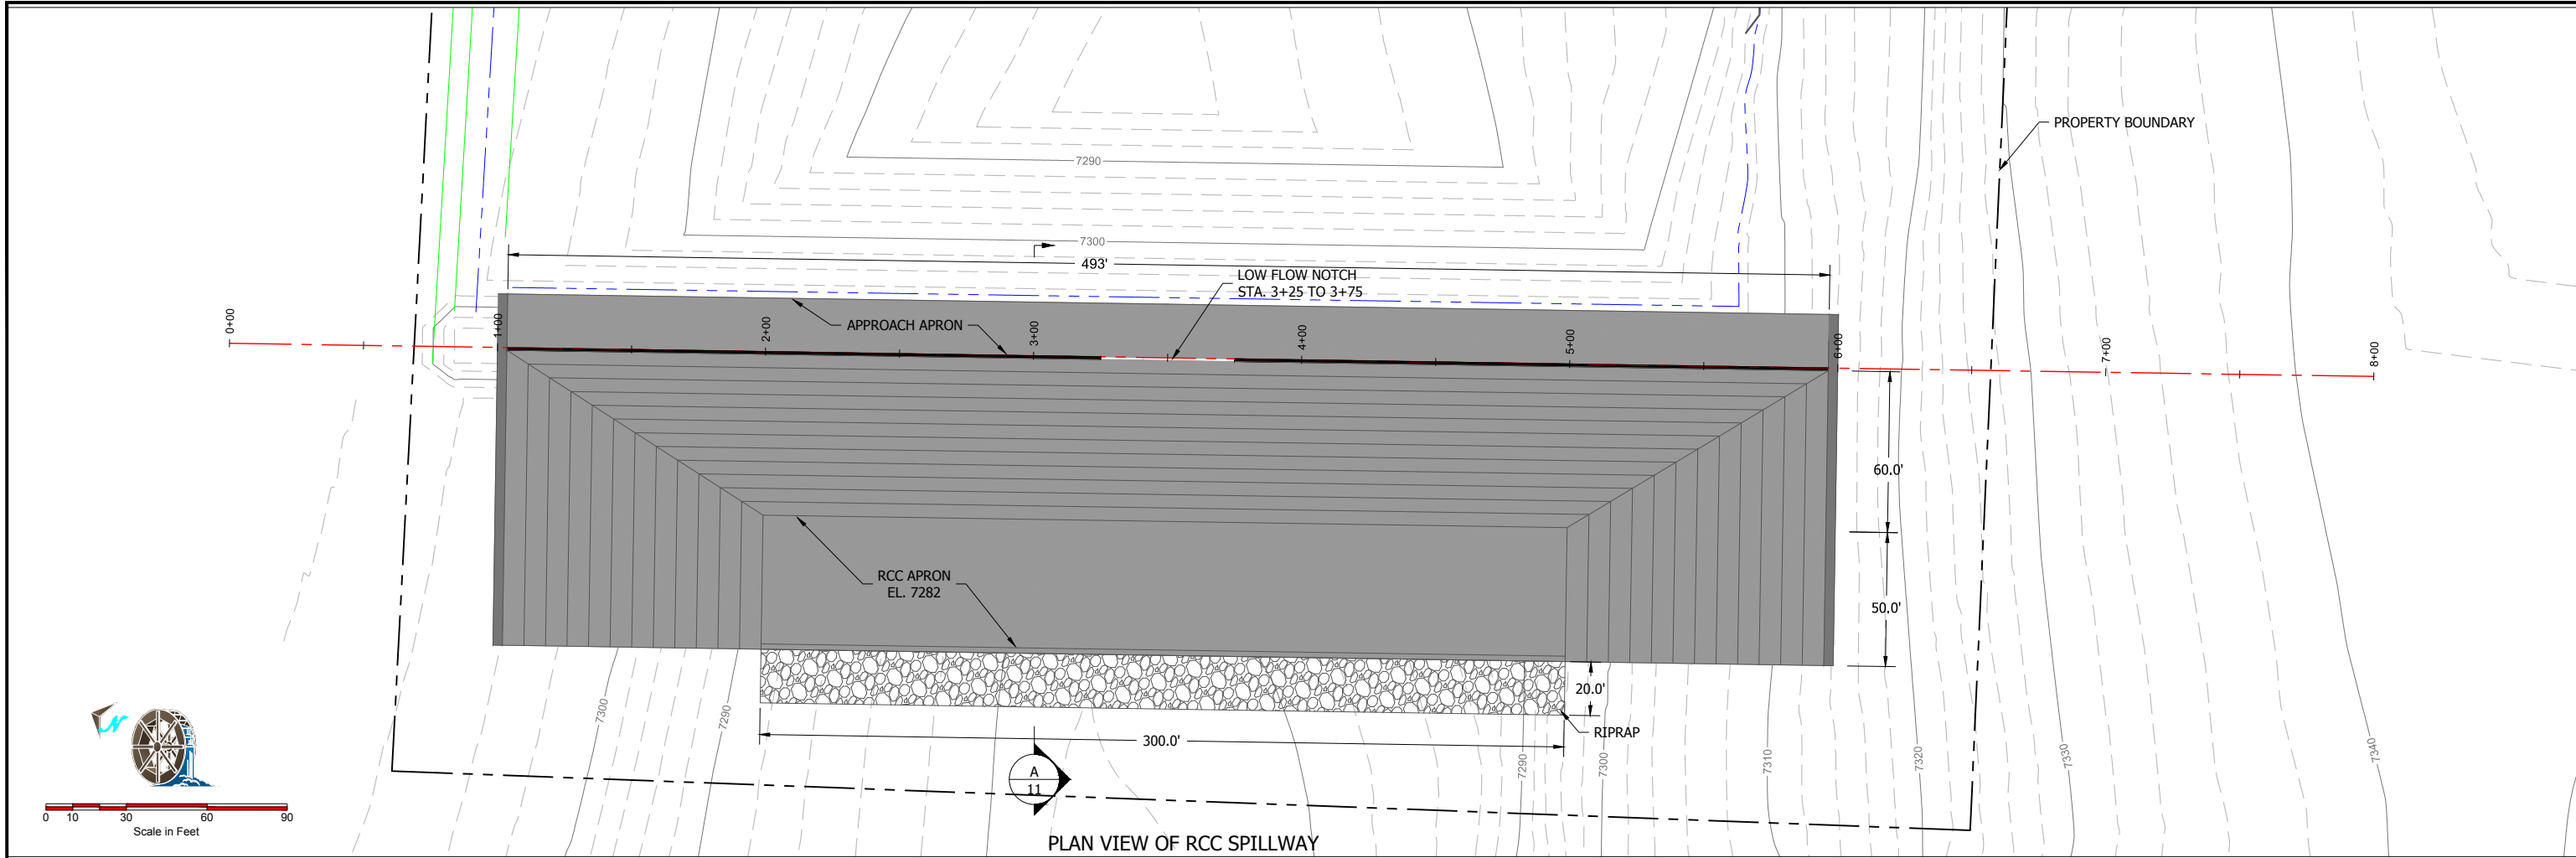 PROPERTY BOUNDARY
7290
7300
493'
LOW FLOW NOTCH
STA. 3+25 TO 3+75
APPROACH APRON
0+00
1+00
2+00
3+00
4+00
5+00
6+00
7+00
8+00
60.0'
50.0'
RCC APRON
EL. 7282
20.0'
RIPRAP
300.0'
7300
7290
7290
7300
7310
7320
7330
7340
A
11
N
0 10 30 60 90
Scale in Feet
PLAN VIEW OF RCC SPILLWAY